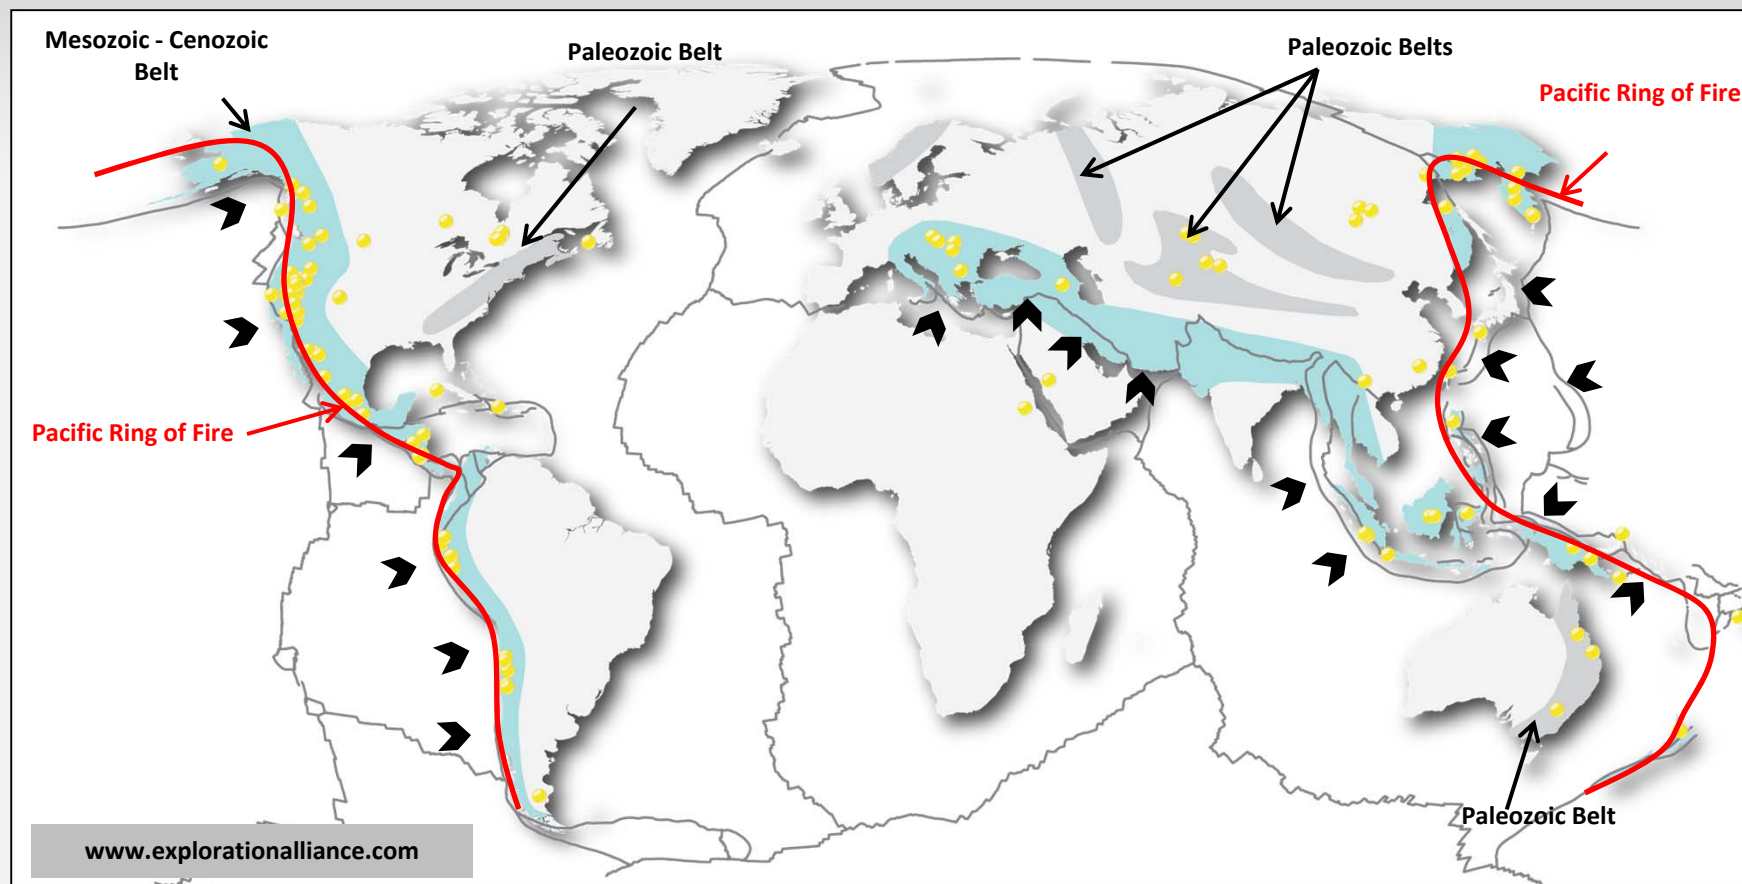 Mesozoic - Cenozoic
Belt
Paleozoic Belt
Paleozoic Belts
Pacific Ring of Fire
Pacific Ring of Fire
Paleozoic Belt
www.explorationalliance.com